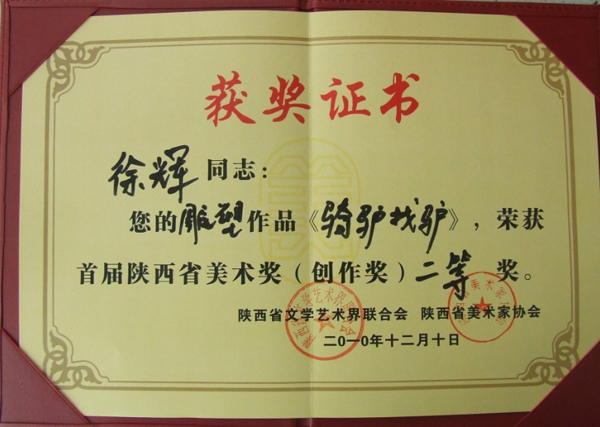 获奖证书
徐辉同志：
您的雕塑作品《骑驴找驴》，荣获
首届陕西省美术奖（创作奖）二等奖。
陕西省文学艺术界联合会 陕西省美术家协会
二0一0年十二月十日